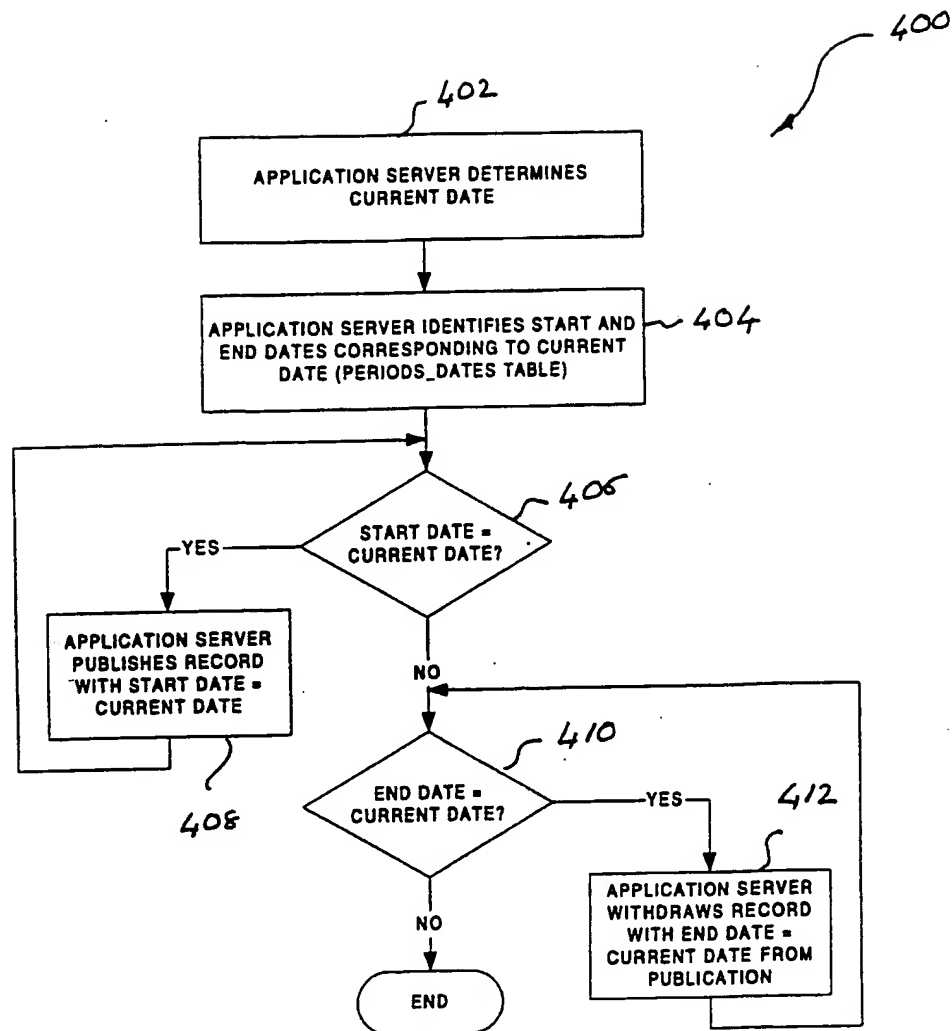 400
402
APPLICATION SERVER DETERMINES
CURRENT DATE
APPLICATION SERVER IDENTIFIES START AND
END DATES CORRESPONDING TO CURRENT
DATE (PERIODS_DATES TABLE)
404
406
START DATE =
CURRENT DATE?
YES
APPLICATION SERVER
PUBLISHES RECORD
WITH START DATE =
CURRENT DATE
408
NO
410
END DATE =
CURRENT DATE?
YES
412
APPLICATION SERVER
WITHDRAWS RECORD
WITH END DATE =
CURRENT DATE FROM
PUBLICATION
NO
END